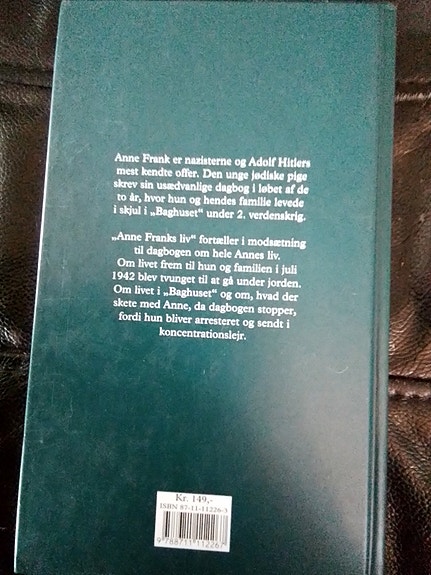 Anne Frank er nazisterne og Adolf Hitlers
mest kendte offer. Den unge jødiske pige
skrev sin usædvanlige dagbog i løbet af de
to år, hvor hun og hendes familie levede
i skjul i „Baghuset“ under 2. verdenskrig.
„Anne Franks liv“ fortæller i modsætning
til dagbogen om hele Annes liv.
Om livet frem til hun og familien i juli
1942 blev tvunget til at gå under jorden.
Om livet i „Baghuset“ og om, hvad der
skete med Anne, da dagbogen stopper,
fordi hun bliver arresteret og sendt i
koncentrationslejr.
Kr. 149,-
ISBN 87-11-11226-3
9 788711 112267